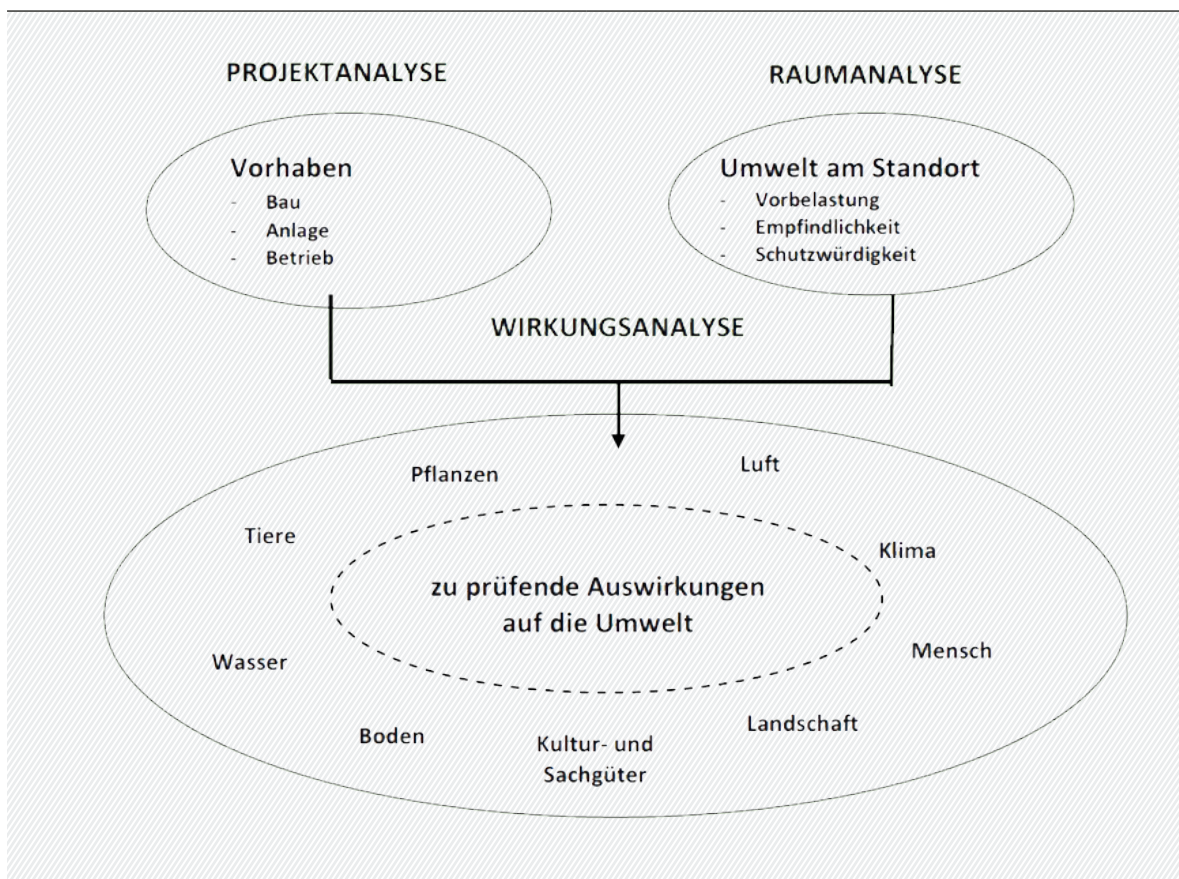 PROJEKTANALYSE
RAUMANALYSE
Vorhaben
- Bau
- Anlage
- Betrieb
Umwelt am Standort
- Vorbelastung
- Empfindlichkeit
- Schutzwürdigkeit
WIRKUNGSANALYSE
Pflanzen
Luft
Tiere
Klima
zu prüfende Auswirkungen
auf die Umwelt
Wasser
Mensch
Boden
Kultur- und
Sachgüter
Landschaft